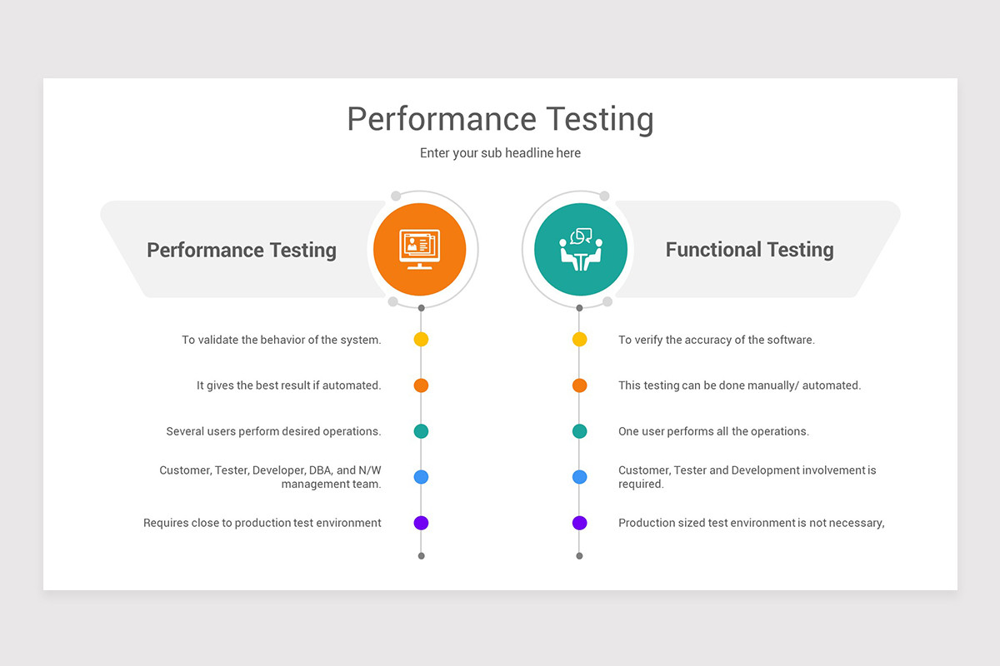 Performance Testing
Enter your sub headline here
Performance Testing
To validate the behavior of the system.
It gives the best result if automated.
Several users perform desired operations.
Customer, Tester, Developer, DBA, and N/W
management team.
Requires close to production test environment
Functional Testing
To verify the accuracy of the software.
This testing can be done manually/ automated.
One user performs all the operations.
Customer, Tester and Development involvement is
required.
Production sized test environment is not necessary,